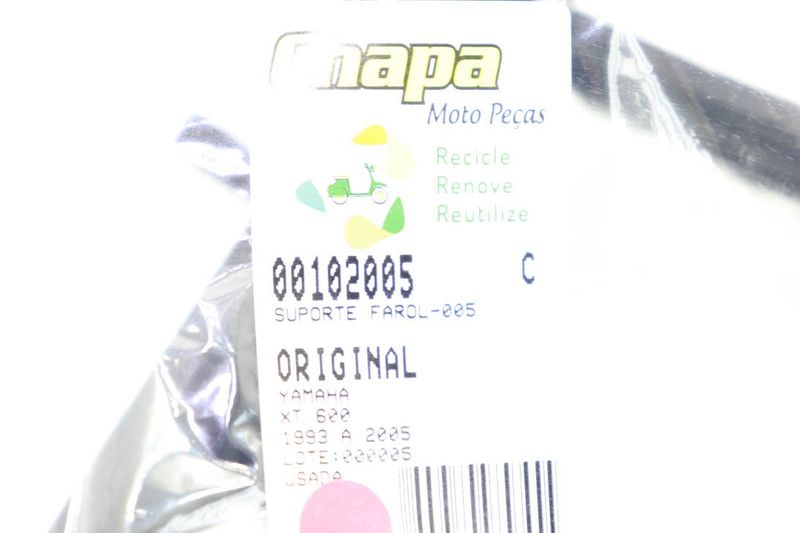 Chapa
Moto Peças
Recicle
Renove
Reutilize
00102005 C
SUPORTE FAROL-005
ORIGINAL
YAMAHA
XT 600
1993 A 2005
LOTE:000005
USADA